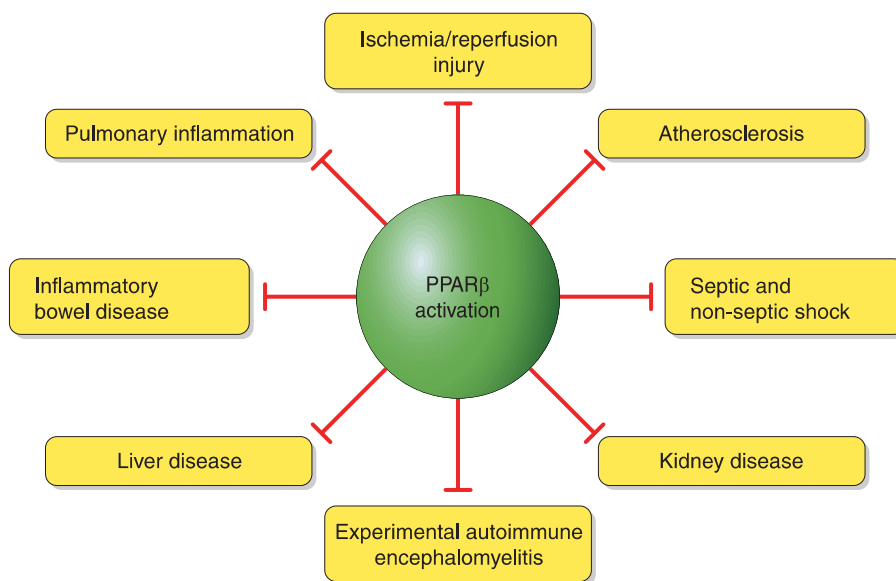 Ischemia/reperfusion
injury
Pulmonary inflammation
Atherosclerosis
Inflammatory
bowel disease
PPARβ
activation
Septic and
non-septic shock
Liver disease
Kidney disease
Experimental autoimmune
encephalomyelitis